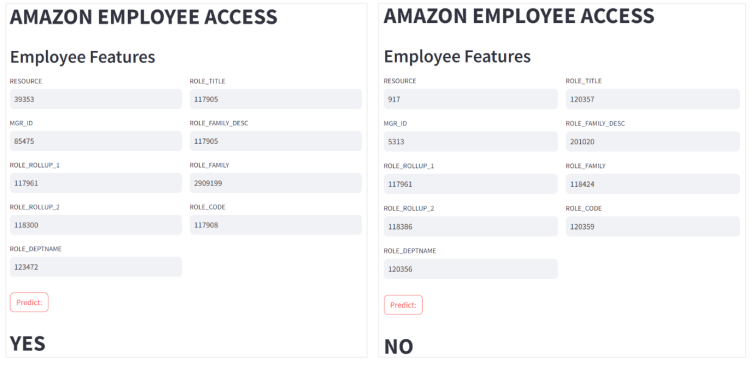 AMAZON EMPLOYEE ACCESS
Employee Features
RESOURCE ROLE_TITLE
39353 117905
MGR_ID ROLE_FAMILY_DESC
85475 117905
ROLE_ROLLUP_1 ROLE_FAMILY
117961 2909199
ROLE_ROLLUP_2 ROLE_CODE
118300 117908
ROLE_DEPTNAME
123472
Predict:
YES
AMAZON EMPLOYEE ACCESS
Employee Features
RESOURCE ROLE_TITLE
917 120357
MGR_ID ROLE_FAMILY_DESC
5313 201020
ROLE_ROLLUP_1 ROLE_FAMILY
117961 118424
ROLE_ROLLUP_2 ROLE_CODE
118386 120359
ROLE_DEPTNAME
120356
Predict:
NO